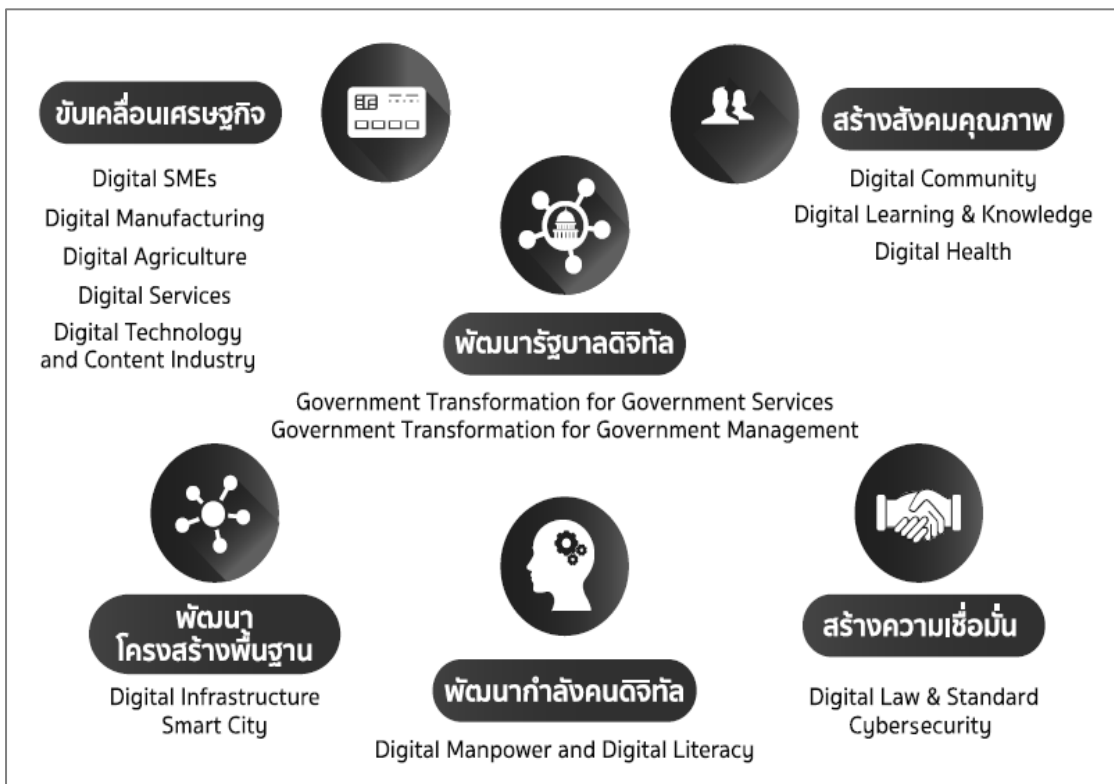 ขับเคลื่อนเศรษฐกิจ
Digital SMEs
Digital Manufacturing
Digital Agriculture
Digital Services
Digital Technology
and Content Industry
สร้างสังคมคุณภาพ
Digital Community
Digital Learning & Knowledge
Digital Health
พัฒนารัฐบาลดิจิทัล
Government Transformation for Government Services
Government Transformation for Government Management
พัฒนา
โครงสร้างพื้นฐาน
Digital Infrastructure
Smart City
พัฒนากำลังคนดิจิทัล
Digital Manpower and Digital Literacy
สร้างความเชื่อมั่น
Digital Law & Standard
Cybersecurity